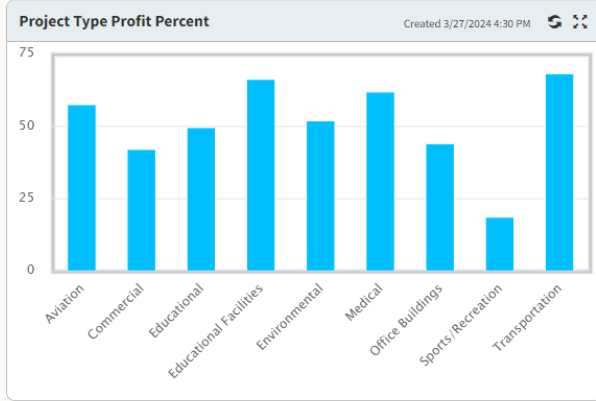 Project Type Profit Percent
Created 3/27/2024 4:30 PM
75
50
25
0
Aviation
Commercial
Educational
Educational Facilities
Environmental
Medical
Office Buildings
Sports/Recreation
Transportation